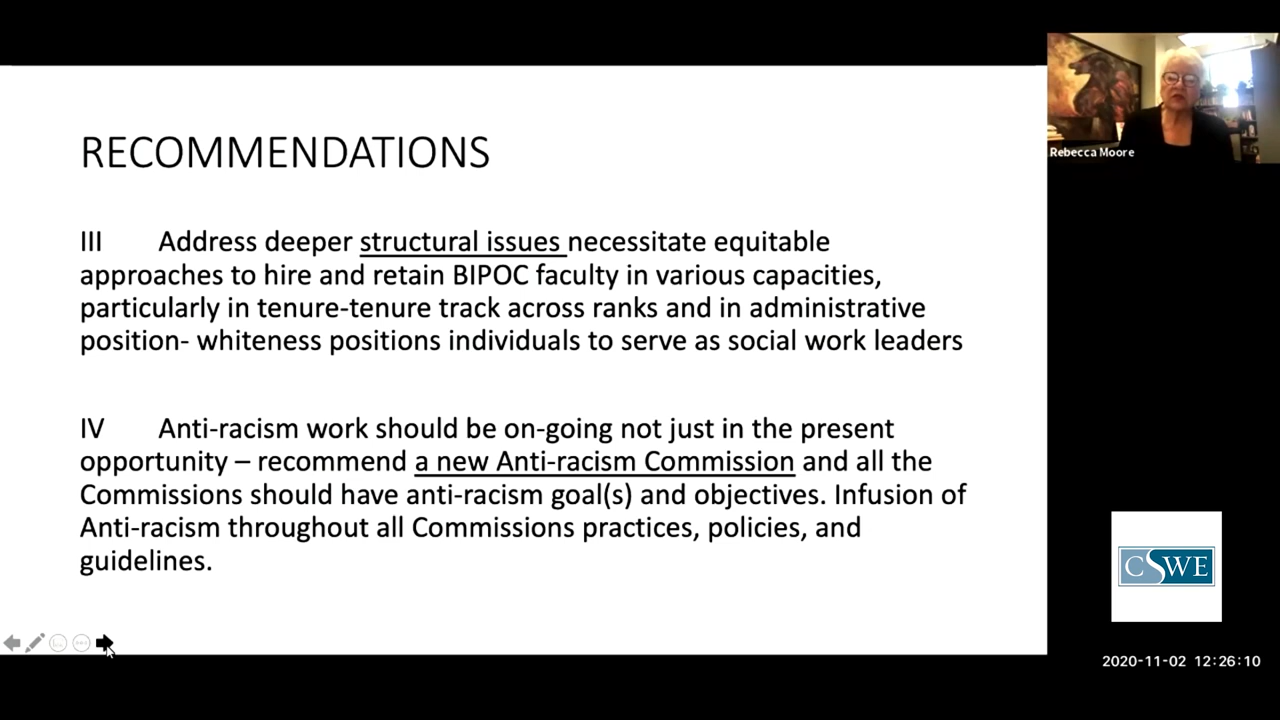 RECOMMENDATIONS
III Address deeper structural issues necessitate equitable
approaches to hire and retain BIPOC faculty in various capacities,
particularly in tenure-tenure track across ranks and in administrative
position- whiteness positions individuals to serve as social work leaders
IV Anti-racism work should be on-going not just in the present
opportunity – recommend a new Anti-racism Commission and all the
Commissions should have anti-racism goal(s) and objectives. Infusion of
Anti-racism throughout all Commissions practices, policies, and
guidelines.
Rebecca Moore
CSWE
2020-11-02 12:26:10